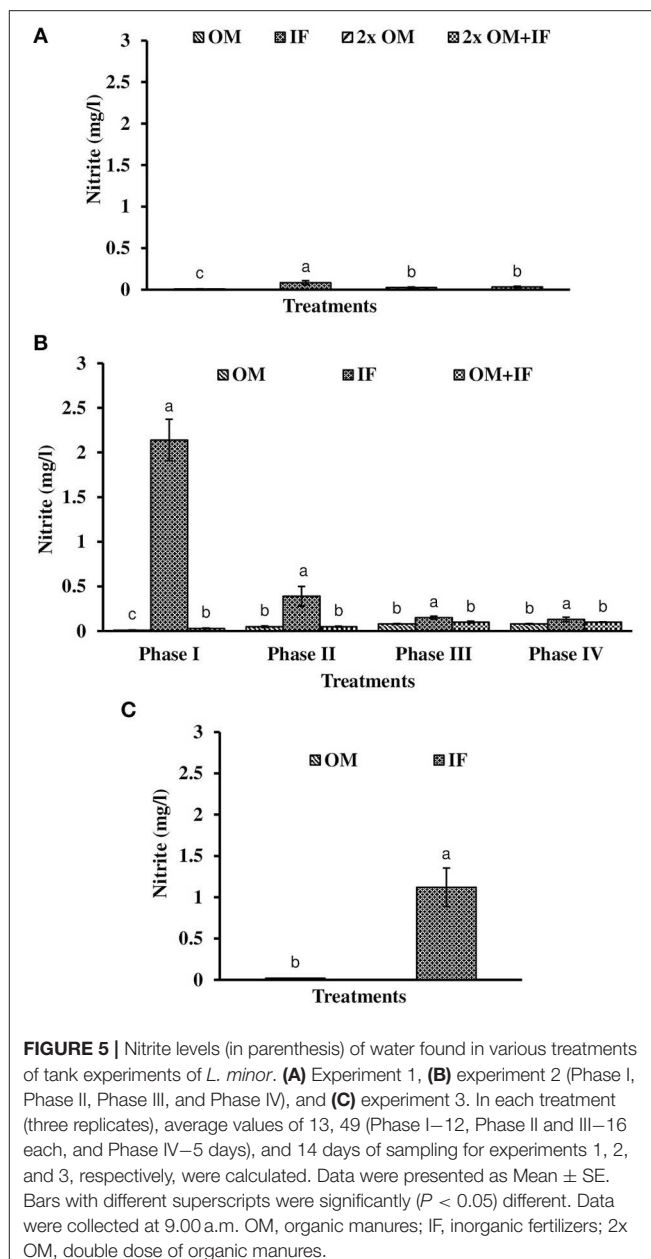 A
OM IF 2x OM 2x OM+IF
3
2.5
2
1.5
1
0.5
0
Nitrite (mg/l)
c a b b
Treatments
B
OM IF OM+IF
3
2.5
2
1.5
1
0.5
0
Nitrite (mg/l)
c a b b a b b a b b a b
Phase I Phase II Phase III Phase IV
Treatments
C
OM IF
3
2.5
2
1.5
1
0.5
0
Nitrite (mg/l)
b a
Treatments
FIGURE 5 | Nitrite levels (in parenthesis) of water found in various treatments
of tank experiments of L. minor. (A) Experiment 1, (B) experiment 2 (Phase I,
Phase II, Phase III, and Phase IV), and (C) experiment 3. In each treatment
(three replicates), average values of 13, 49 (Phase I–12, Phase II and III–16
each, and Phase IV–5 days), and 14 days of sampling for experiments 1, 2,
and 3, respectively, were calculated. Data were presented as Mean ± SE.
Bars with different superscripts were significantly (P < 0.05) different. Data
were collected at 9.00 a.m. OM, organic manures; IF, inorganic fertilizers; 2x
OM, double dose of organic manures.